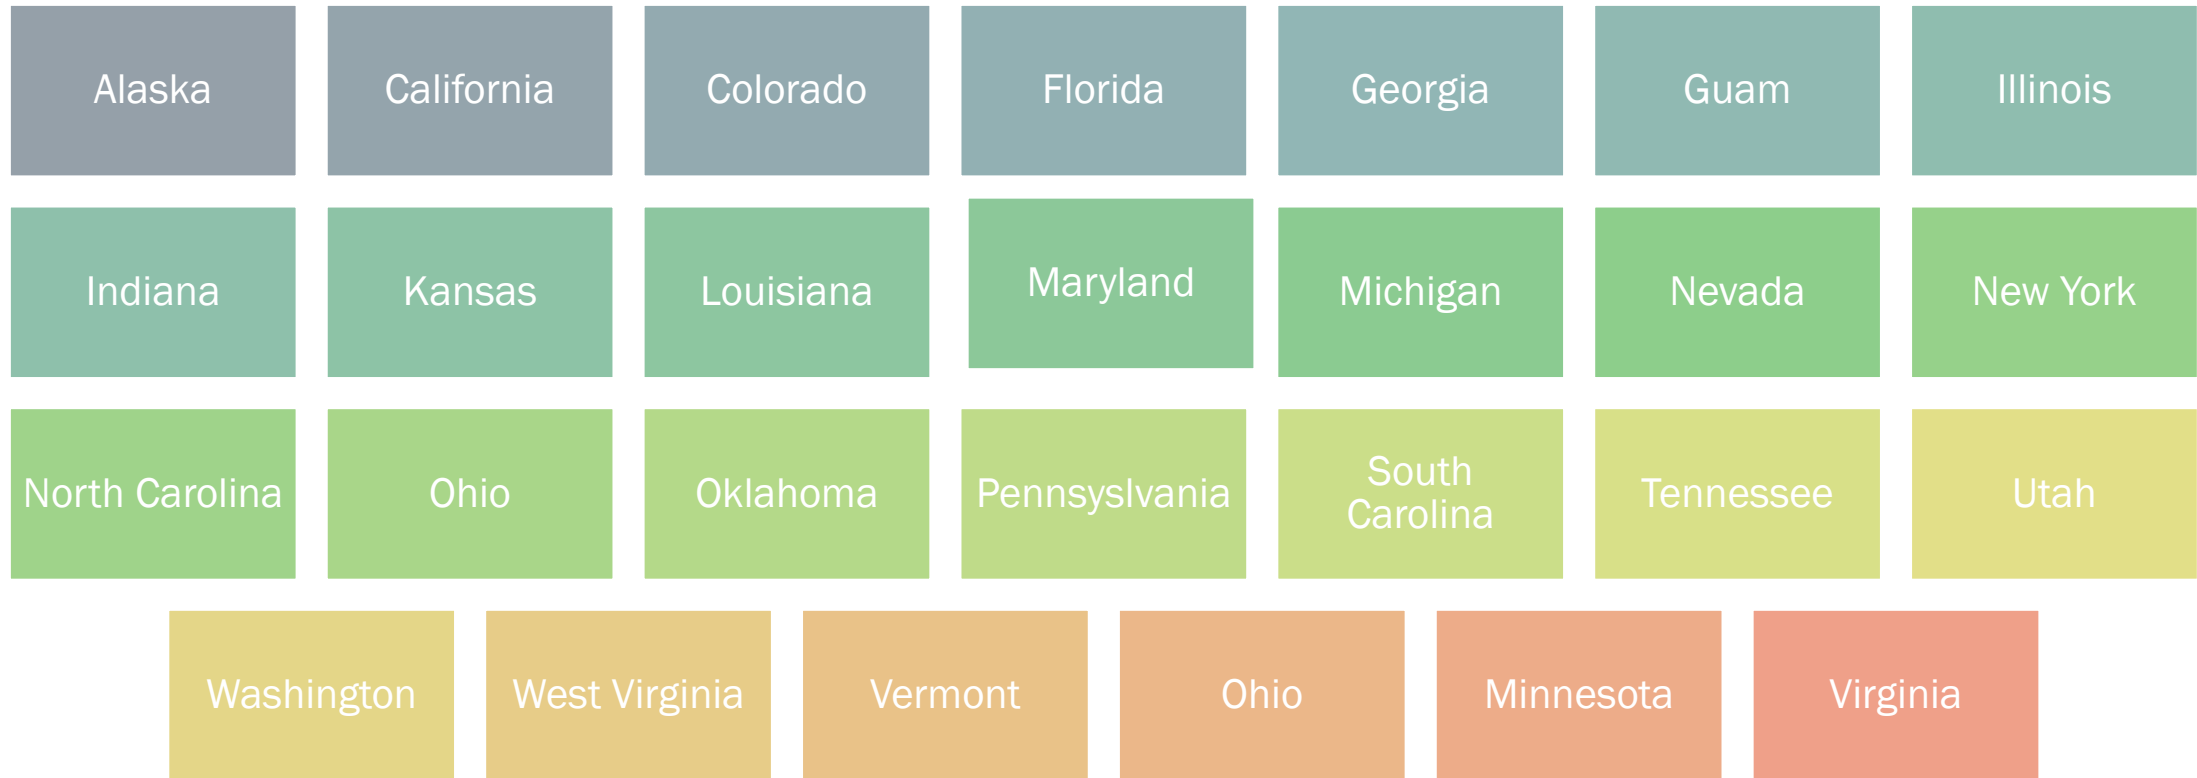 Alaska
California
Colorado
Florida
Georgia
Guam
Illinois
Indiana
Kansas
Louisiana
Maryland
Michigan
Nevada
New York
North Carolina
Ohio
Oklahoma
Pennsyslvania
South
Carolina
Tennessee
Utah
Washington
West Virginia
Vermont
Ohio
Minnesota
Virginia